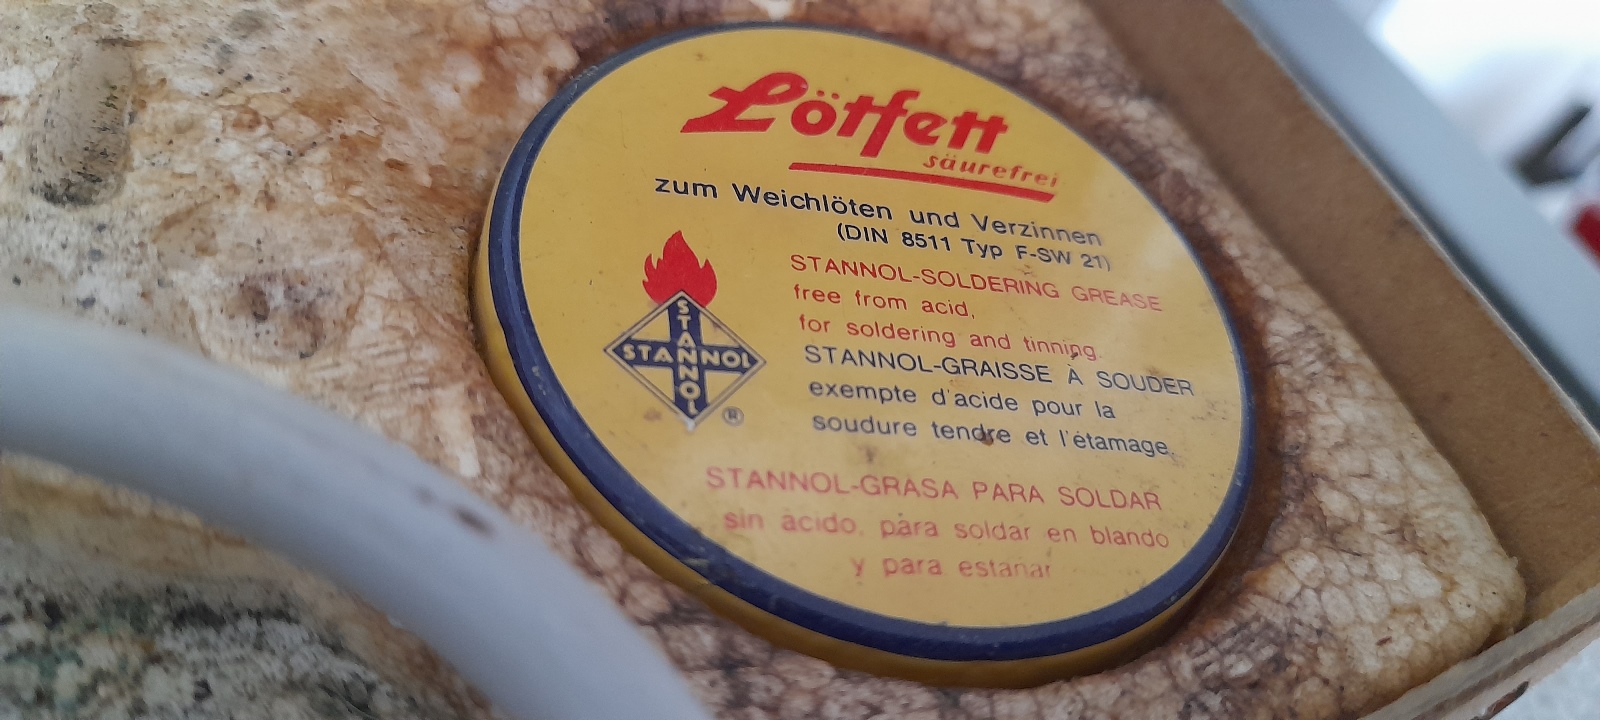 Lötfett
säurefrei
zum Weichlöten und Verzinnen
(DIN 8511 Typ F-SW 21)
STANNOL
STANNOL
®
STANNOL-SOLDERING GREASE
free from acid,
for soldering and tinning.
STANNOL-GRAISSE À SOUDER
exempte d'acide pour la
soudure tendre et l'étamage.
STANNOL-GRASA PARA SOLDAR
sin ácido, para soldar en blando
y para estañar